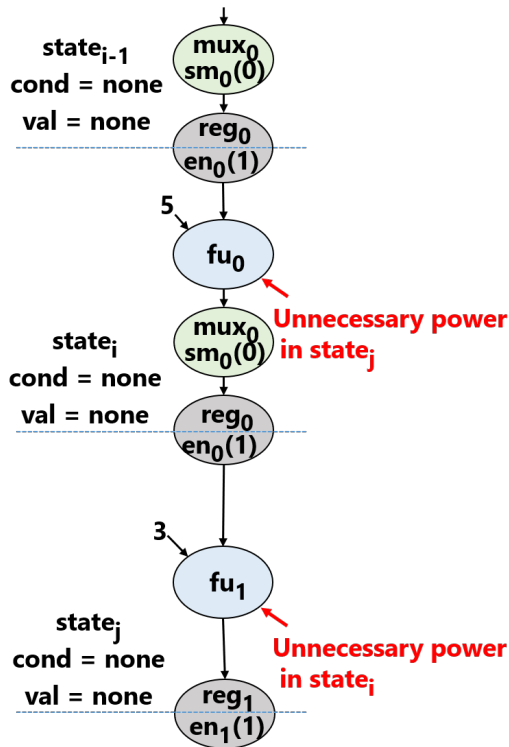 state_{i-1}
cond = none
val = none
mux_0
sm_0(0)
reg_0
en_0(1)
5
fu_0
Unnecessary power
in state_j
state_i
cond = none
val = none
mux_0
sm_0(0)
reg_0
en_0(1)
3
fu_1
Unnecessary power
in state_i
state_j
cond = none
val = none
reg_1
en_1(1)